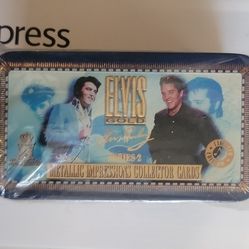 press
ELVIS
GOLD
SERIES 2
METALLIC IMPRESSIONS COLLECTOR CARDS